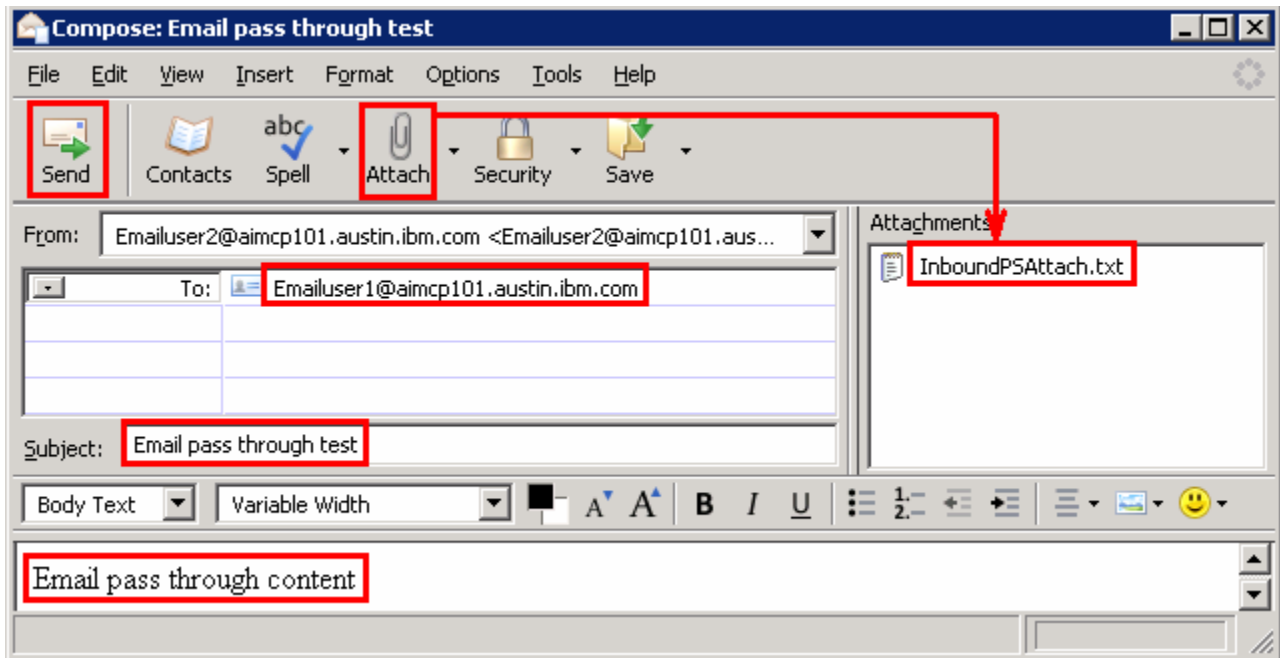 Compose: Email pass through test
File Edit View Insert Format Options Tools Help
Send Contacts abc Spell Attach Security Save
From: Emailuser2@aimcp101.austin.ibm.com <Emailuser2@aimcp101.aus...
Attachments
To: Emailuser1@aimcp101.austin.ibm.com
InboundPSAttach.txt
Subject: Email pass through test
Body Text Variable Width A A B I U 1. 2.
Email pass through content